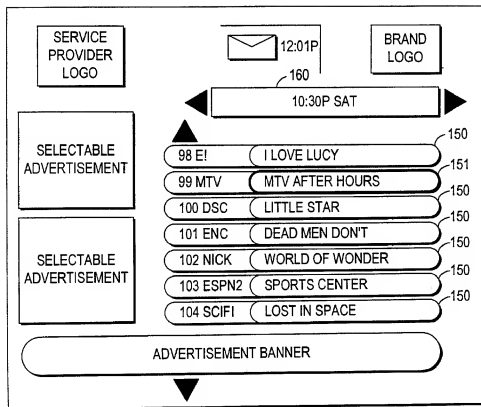 SERVICE
PROVIDER
LOGO
12:01P
BRAND
LOGO
160
10:30P SAT
SELECTABLE
ADVERTISEMENT
98 E! I LOVE LUCY 150
99 MTV MTV AFTER HOURS 151
100 DSC LITTLE STAR 150
101 ENC DEAD MEN DON'T 150
102 NICK WORLD OF WONDER 150
103 ESPN2 SPORTS CENTER 150
104 SCIFI LOST IN SPACE 150
SELECTABLE
ADVERTISEMENT
ADVERTISEMENT BANNER